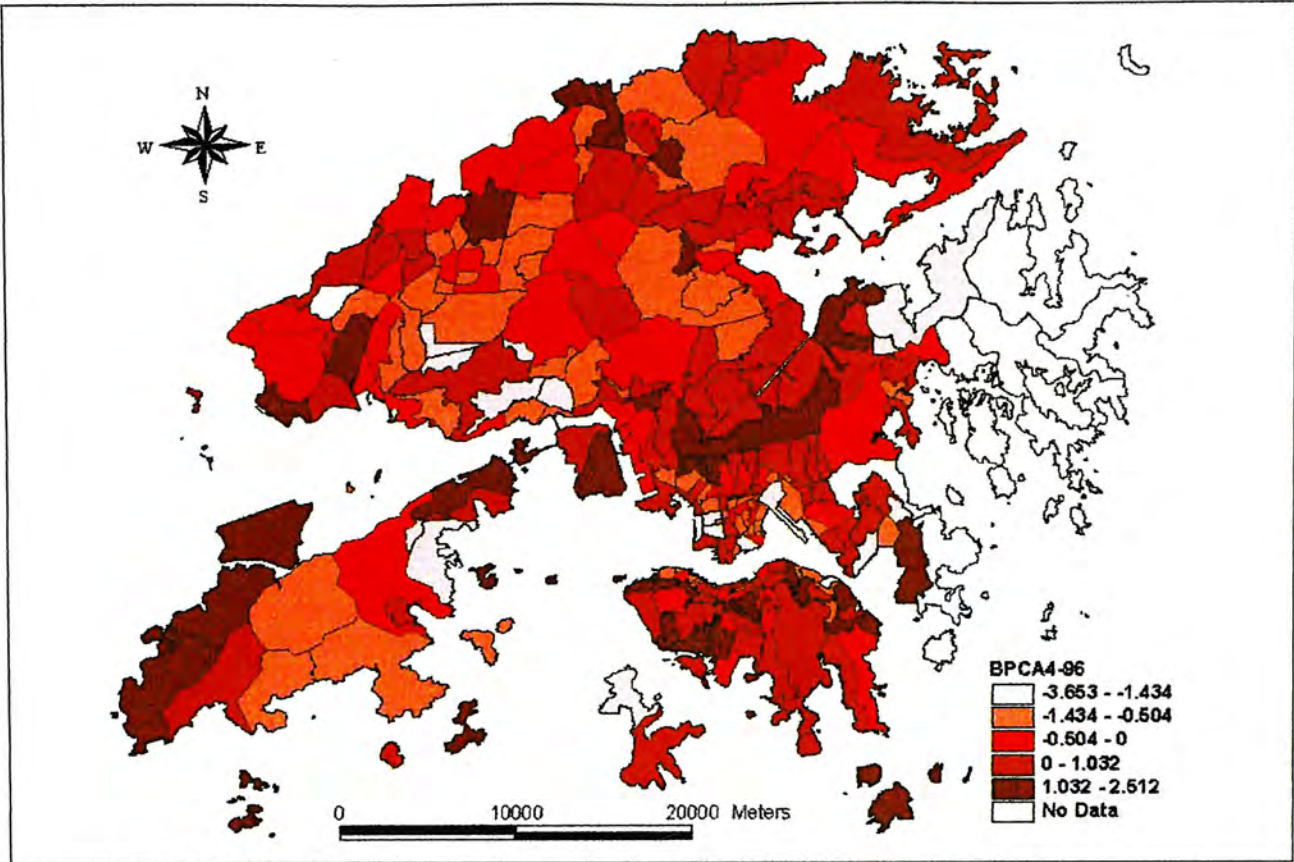 N
W E
S
BPCA4-96
-3.653 - -1.434
-1.434 - -0.504
-0.504 - 0
0 - 1.032
1.032 - 2.512
No Data
0 10000 20000 Meters